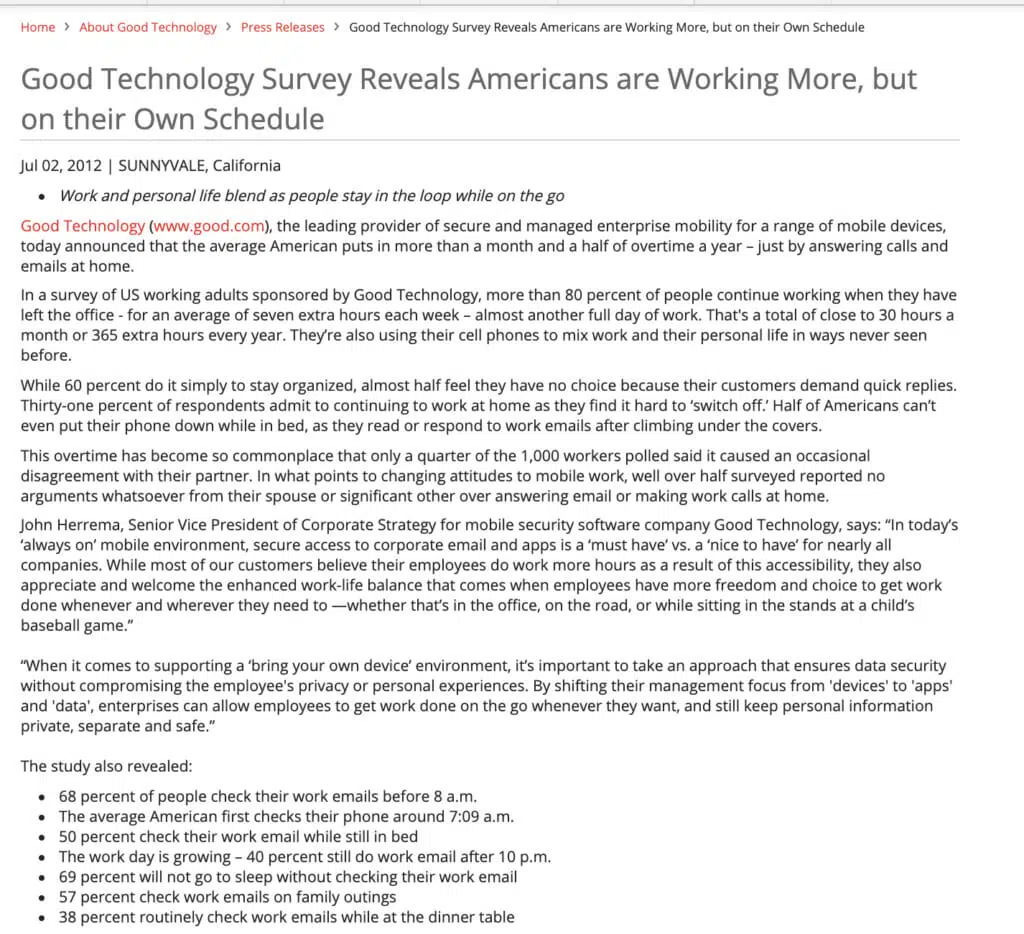 Home > About Good Technology > Press Releases > Good Technology Survey Reveals Americans are Working More, but on their Own Schedule
Good Technology Survey Reveals Americans are Working More, but
on their Own Schedule
Jul 02, 2012 | SUNNYVALE, California
• Work and personal life blend as people stay in the loop while on the go
Good Technology (www.good.com), the leading provider of secure and managed enterprise mobility for a range of mobile devices,
today announced that the average American puts in more than a month and a half of overtime a year – just by answering calls and
emails at home.
In a survey of US working adults sponsored by Good Technology, more than 80 percent of people continue working when they have
left the office - for an average of seven extra hours each week – almost another full day of work. That's a total of close to 30 hours a
month or 365 extra hours every year. They’re also using their cell phones to mix work and their personal life in ways never seen
before.
While 60 percent do it simply to stay organized, almost half feel they have no choice because their customers demand quick replies.
Thirty-one percent of respondents admit to continuing to work at home as they find it hard to ‘switch off.’ Half of Americans can’t
even put their phone down while in bed, as they read or respond to work emails after climbing under the covers.
This overtime has become so commonplace that only a quarter of the 1,000 workers polled said it caused an occasional
disagreement with their partner. In what points to changing attitudes to mobile work, well over half surveyed reported no
arguments whatsoever from their spouse or significant other over answering email or making work calls at home.
John Herrema, Senior Vice President of Corporate Strategy for mobile security software company Good Technology, says: “In today’s
‘always on’ mobile environment, secure access to corporate email and apps is a ‘must have’ vs. a ‘nice to have’ for nearly all
companies. While most of our customers believe their employees do work more hours as a result of this accessibility, they also
appreciate and welcome the enhanced work-life balance that comes when employees have more freedom and choice to get work
done whenever and wherever they need to —whether that’s in the office, on the road, or while sitting in the stands at a child’s
baseball game.”
“When it comes to supporting a ‘bring your own device’ environment, it’s important to take an approach that ensures data security
without compromising the employee's privacy or personal experiences. By shifting their management focus from 'devices' to 'apps'
and 'data', enterprises can allow employees to get work done on the go whenever they want, and still keep personal information
private, separate and safe.”
The study also revealed:
• 68 percent of people check their work emails before 8 a.m.
• The average American first checks their phone around 7:09 a.m.
• 50 percent check their work email while still in bed
• The work day is growing – 40 percent still do work email after 10 p.m.
• 69 percent will not go to sleep without checking their work email
• 57 percent check work emails on family outings
• 38 percent routinely check work emails while at the dinner table